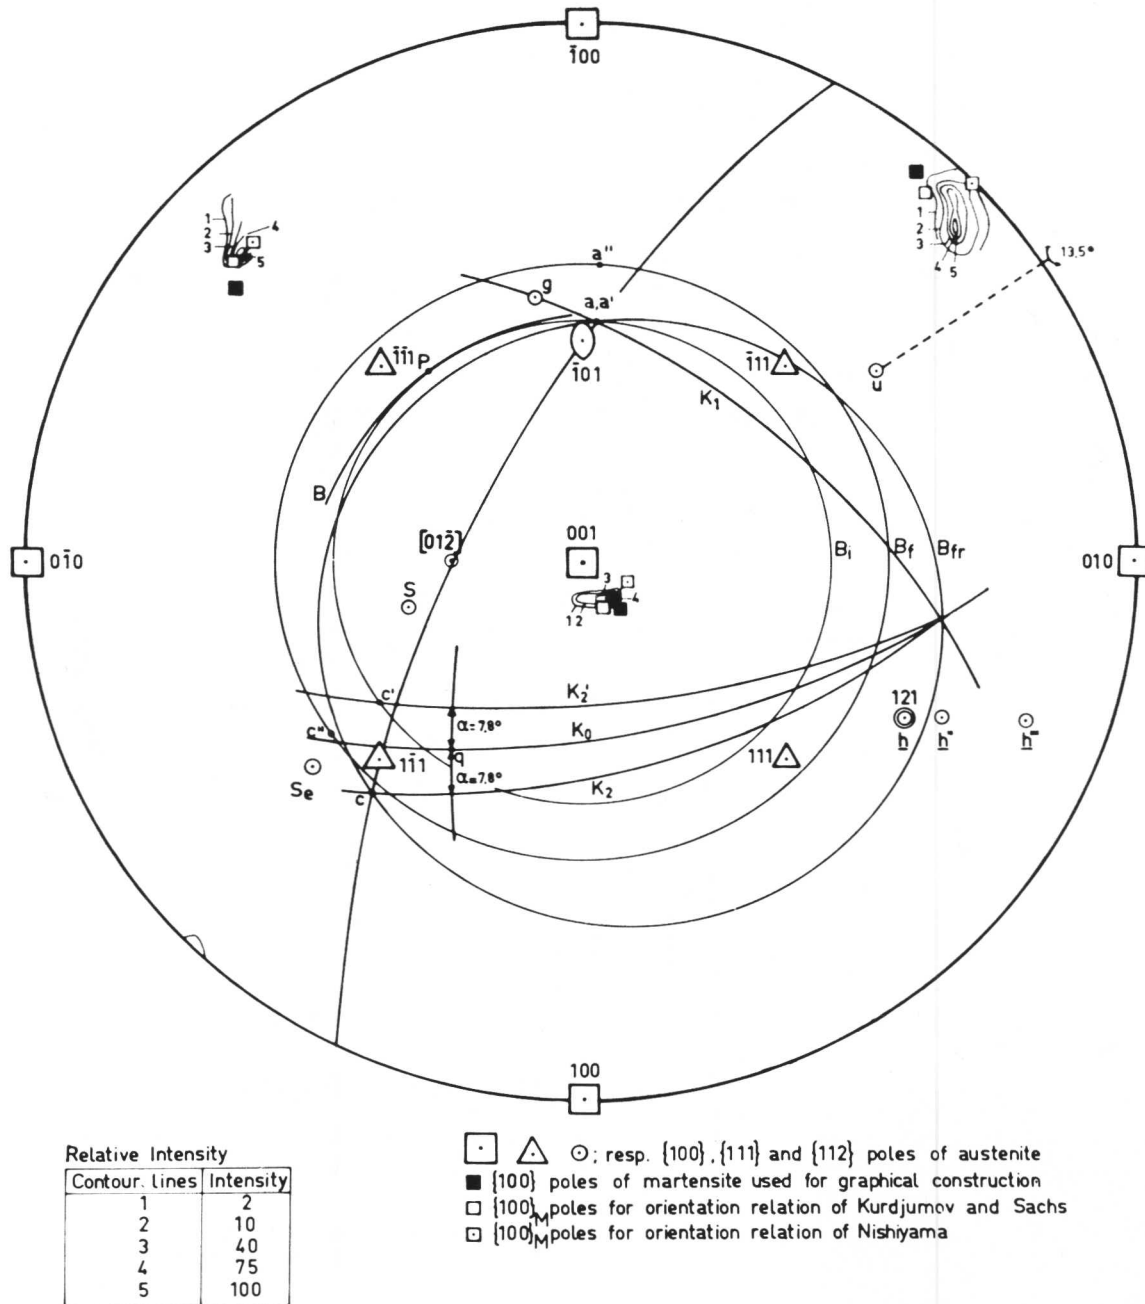 1̄00
1
2
3
4
5
a''
g
a,a'
1̄01
1̄1̄1
P
1̄11
1
2
3
4
5
13,5°
u
K₁
B
[012̄]
001
Bᵢ
B_f
B_fr
01̄0
010
S
3
4
1 2
c'
K₂'
α=7,8°
K₀
121
h
h"
h'''
c"
11̄1
q
111
Sₑ
α=7,8°
c
K₂
100
Relative Intensity
Contour. lines Intensity
1 2
2 10
3 40
4 75
5 100
; resp. {100}, {111} and {112} poles of austenite
{100} poles of martensite used for graphical construction
{100}M poles for orientation relation of Kurdjumov and Sachs
{100}M poles for orientation relation of Nishiyama